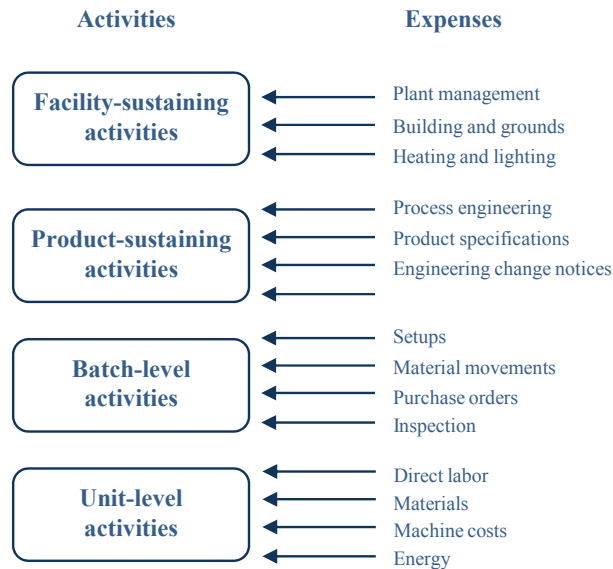 Activities
Expenses
Facility-sustaining
activities
Plant management
Building and grounds
Heating and lighting
Product-sustaining
activities
Process engineering
Product specifications
Engineering change notices
Batch-level
activities
Setups
Material movements
Purchase orders
Inspection
Unit-level
activities
Direct labor
Materials
Machine costs
Energy